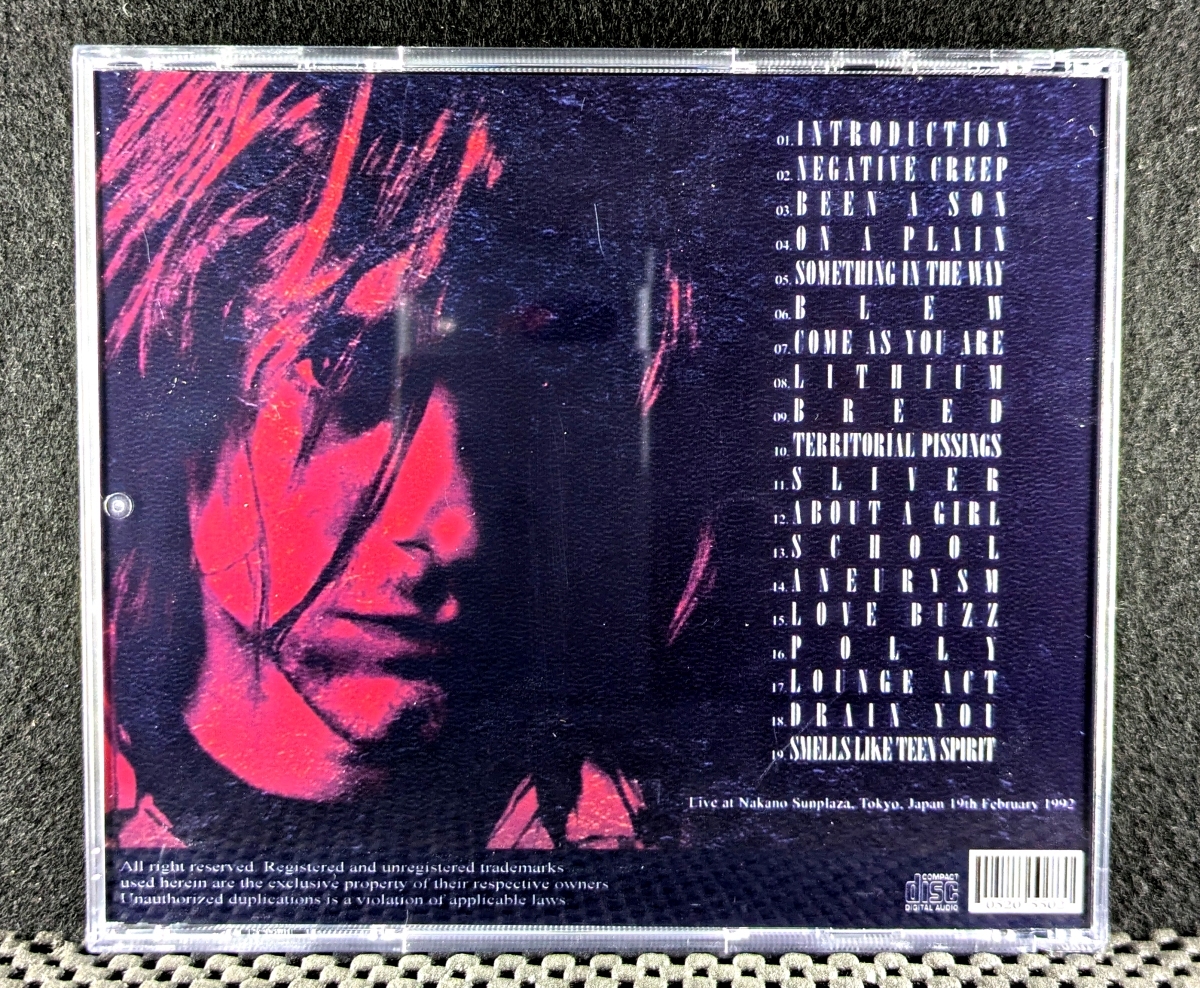 01. INTRODUCTION
02. NEGATIVE CREEP
03. BEEN A SON
04. ON A PLAIN
05. SOMETHING IN THE WAY
06. BLEW
07. COME AS YOU ARE
08. LITHIUM
09. BREED
10. TERRITORIAL PISSINGS
11. SLIVER
12. ABOUT A GIRL
13. SCHOOL
14. ANEURYSM
15. LOVE BUZZ
16. POLLY
17. LOUNGE ACT
18. DRAIN YOU
19. SMELLS LIKE TEEN SPIRIT
Live at Nakano Sunplaza, Tokyo, Japan 19th February 1992
All right reserved. Registered and unregistered trademarks
used herein are the exclusive property of their respective owners
Unauthorized duplications is a violation of applicable laws
COMPACT
disc
DIGITAL AUDIO